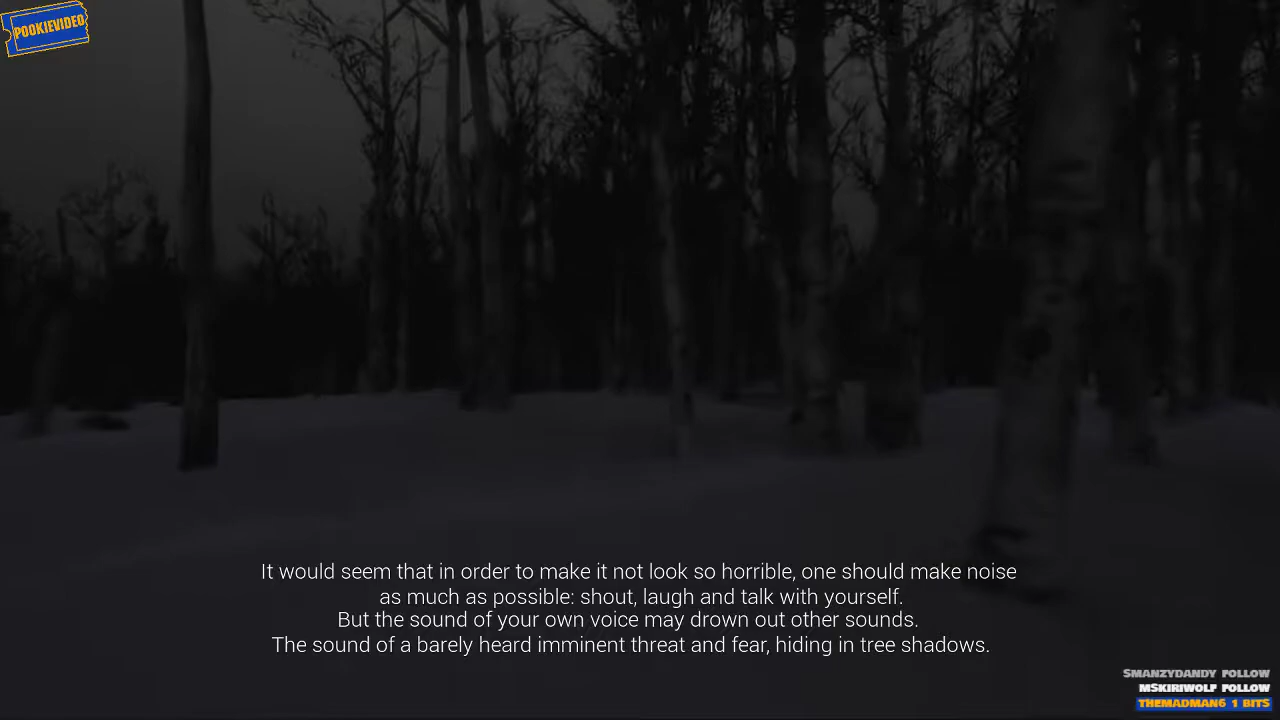 POOKIEVIDEO
It would seem that in order to make it not look so horrible, one should make noise
as much as possible: shout, laugh and talk with yourself.
But the sound of your own voice may drown out other sounds.
The sound of a barely heard imminent threat and fear, hiding in tree shadows.
SMANZYDANDY FOLLOW
MSKIRIWOLF FOLLOW
THEMADMAN6 1 BITS